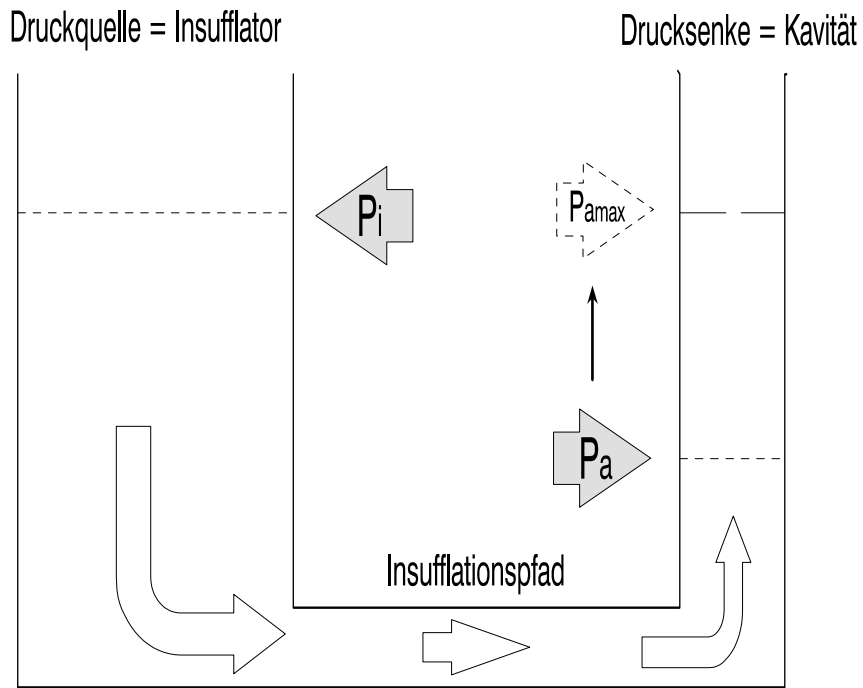 Druckquelle = Insufflator
Drucksenke = Kavität
Pi
Pamax
Pa
Insufflationspfad